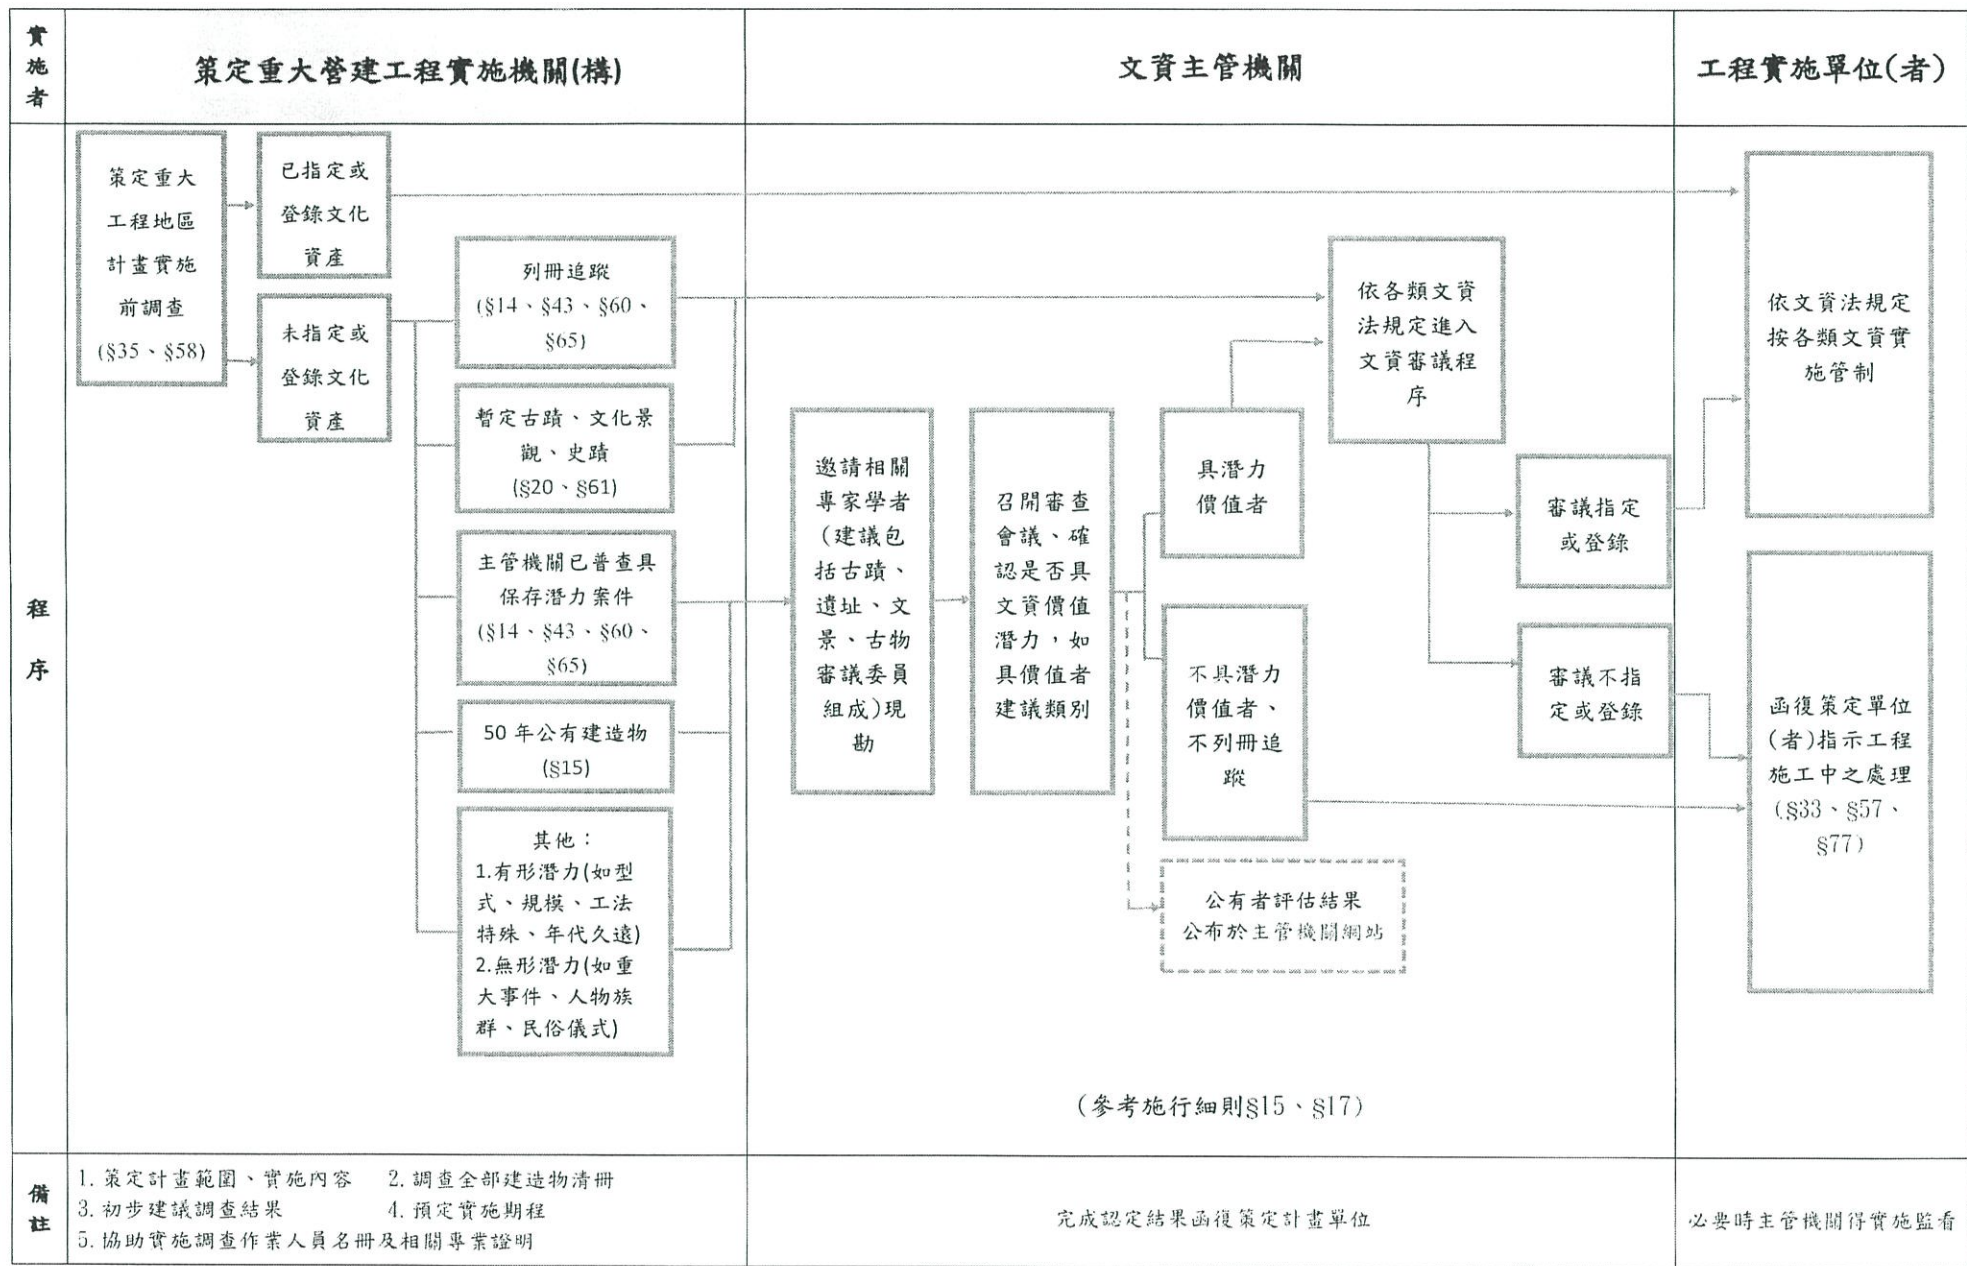 實
施
者
策定重大營建工程實施機關(構)
文資主管機關
工程實施單位(者)
程
序
策定重大
工程地區
計畫實施
前調查
(§35、§58)
已指定或
登錄文化
資產
未指定或
登錄文化
資產
列冊追蹤
(§14、§43、§60、
§65)
暫定古蹟、文化景
觀、史蹟
(§20、§61)
主管機關已普查具
保存潛力案件
(§14、§43、§60、
§65)
50 年公有建造物
(§15)
其他：
1.有形潛力(如型
式、規模、工法
特殊、年代久遠)
2.無形潛力(如重
大事件、人物族
群、民俗儀式)
邀請相關
專家學者
(建議包
括古蹟、
遺址、文
景、古物
審議委員
組成)現
勘
召開審查
會議、確
認是否具
文資價值
潛力，如
具價值者
建議類別
具潛力
價值者
不具潛力
價值者、
不列冊追
蹤
公有者評估結果
公布於主管機關網站
依各類文資
法規定進入
文資審議程
序
審議指定
或登錄
審議不指
定或登錄
依文資法規定
按各類文資實
施管制
函復策定單位
(者)指示工程
施工中之處理
(§33、§57、
§77)
(參考施行細則§15、§17)
備
註
1. 策定計畫範圍、實施內容 2. 調查全部建造物清冊
3. 初步建議調查結果 4. 預定實施期程
5. 協助實施調查作業人員名冊及相關專業證明
完成認定結果函復策定計畫單位
必要時主管機關得實施監看